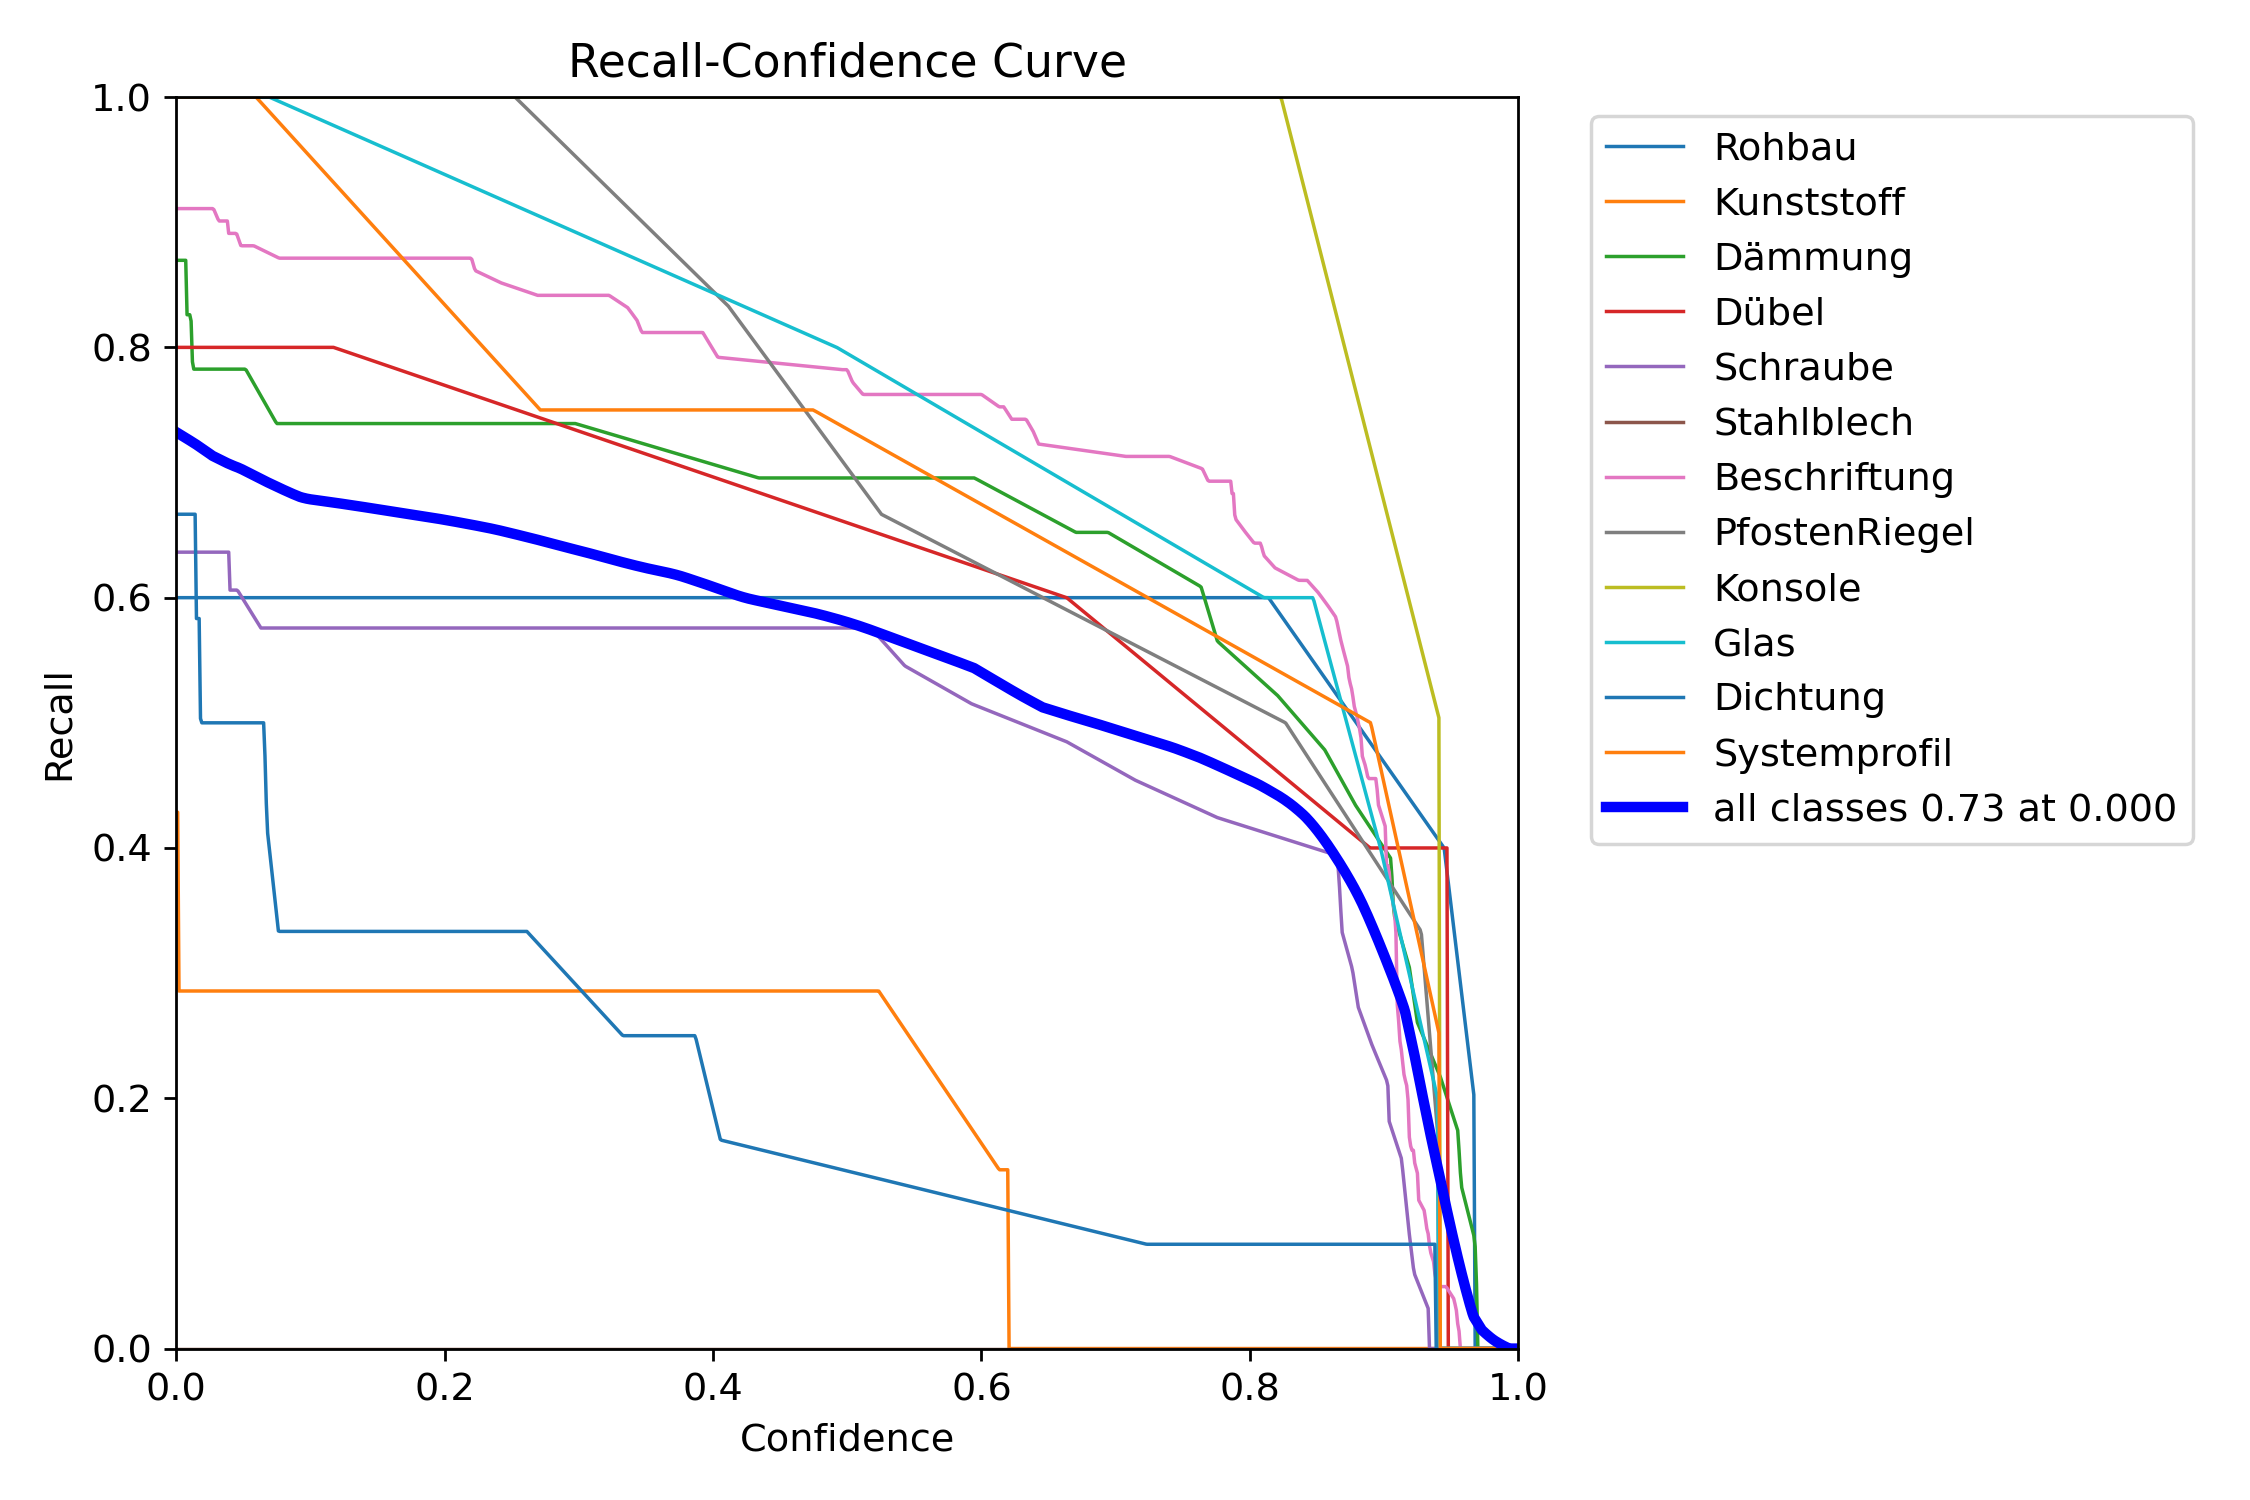 Recall-Confidence Curve
1.0
0.8
0.6
0.4
0.2
0.0
Recall
0.0 0.2 0.4 0.6 0.8 1.0
Confidence
Rohbau
Kunststoff
Dämmung
Dübel
Schraube
Stahlblech
Beschriftung
PfostenRiegel
Konsole
Glas
Dichtung
Systemprofil
all classes 0.73 at 0.000